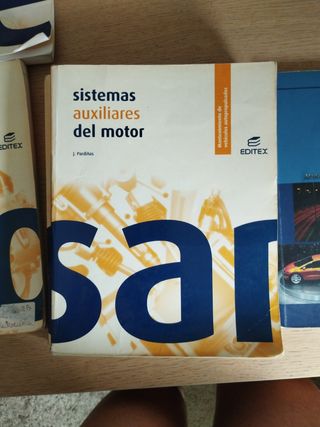 sistemas
auxiliares
del motor
J. Pardiñas
Mantenimiento de
vehículos autopropulsados
EDITEX
EDITEX
sar